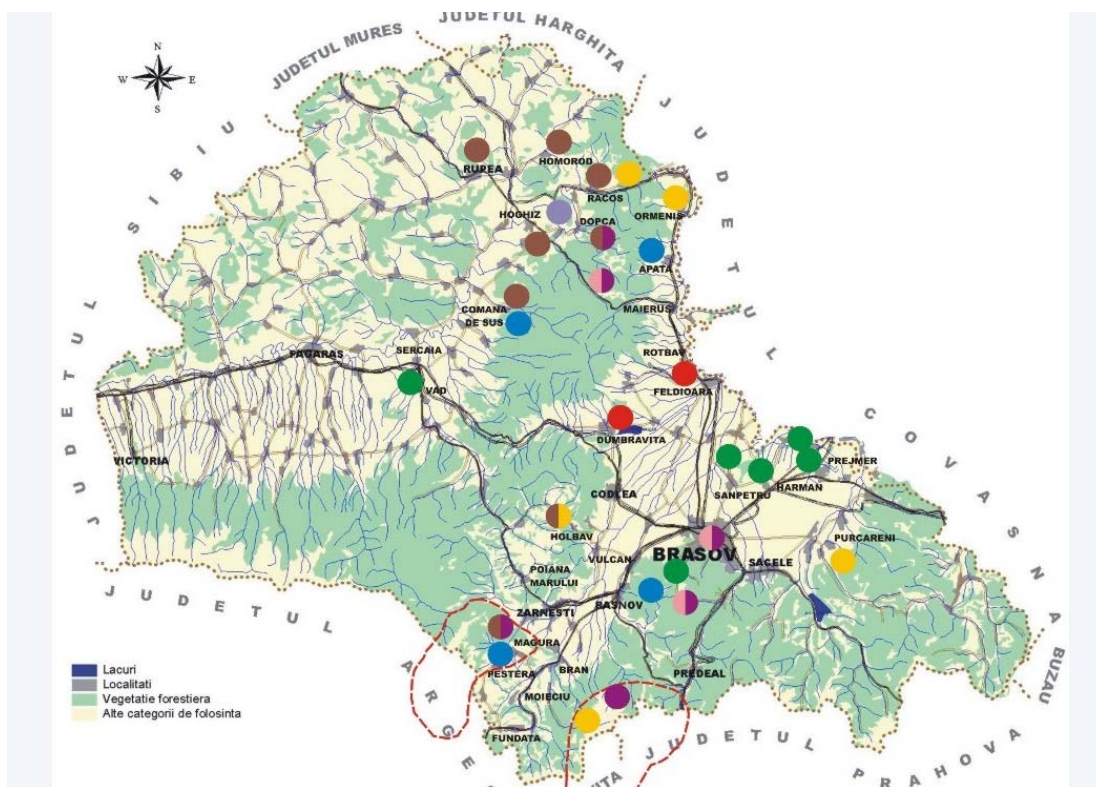 JUDETUL MURES
JUDETUL HARGHITA
JUDETUL SIBIU
JUDETUL COVASNA
BUZAU
N
W E
S
HOMOROD
RUPEA
RACOS
ORMENIS
HOGHIZ
DOPCA
APATA
COMANA
DE SUS
MAIERUS
SERCAIA
FAGARAS
ROTBAV
VAD
FELDIOARA
DUMBRAVITA
VICTORIA
PREJMER
CODLEA
SANPETRU
HARMAN
HOLBAV
BRASOV
PURCARENI
VULCAN
SACELE
POIANA
MARULUI
RASNOV
ZARNESTI
MAGURA
PESTERA
BRAN
PREDEAL
MOIECIU
FUNDATA
JUDETUL
ARGE
ITA
JUDETUL PRAHOVA
Lacuri
Localitati
Vegetatie forestiera
Alte categorii de folosinta